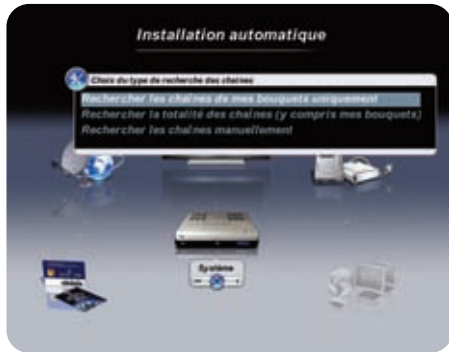 Installation automatique
Choix du type de recherche des chaînes
Rechercher les chaînes de mes bouquets uniquement
Rechercher la totalité des chaînes (y compris mes bouquets)
Rechercher les chaînes manuellement
Système